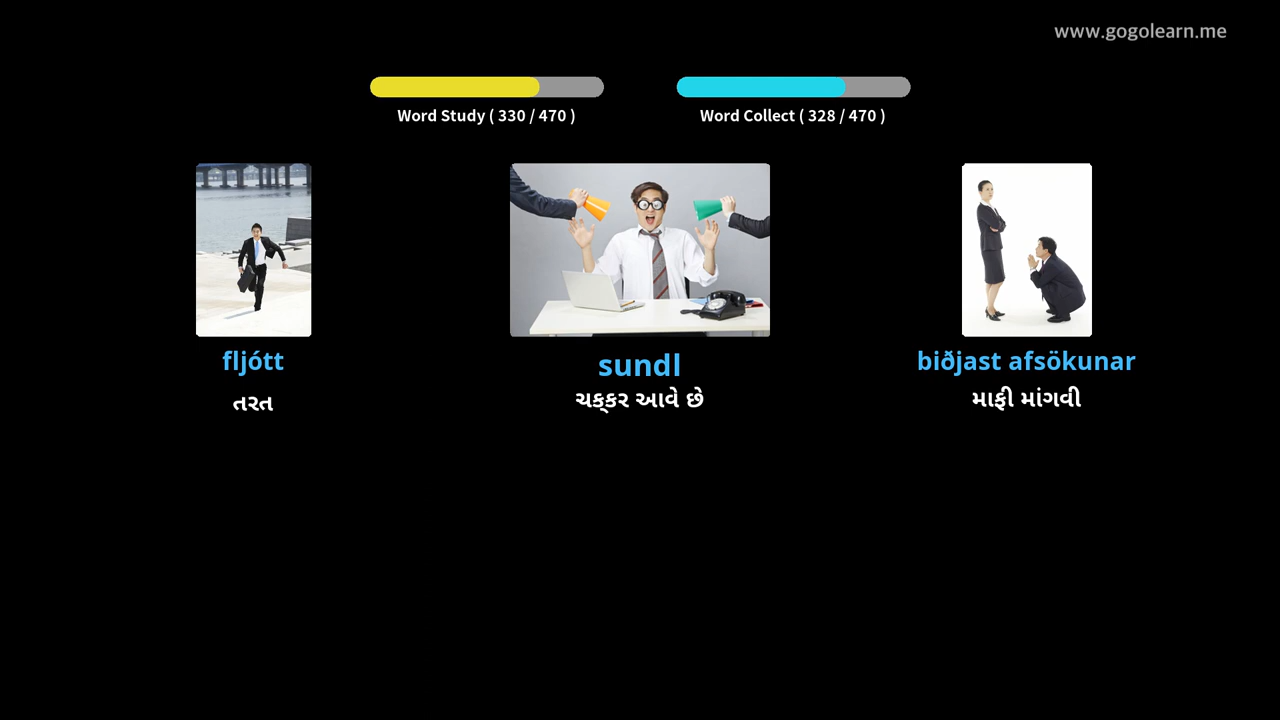 www.gogolearn.me
Word Study ( 330 / 470 )
Word Collect ( 328 / 470 )
fljótt
તરત
sundl
ચક્કર આવે છે
biðjast afsökunar
માફી માંગવી